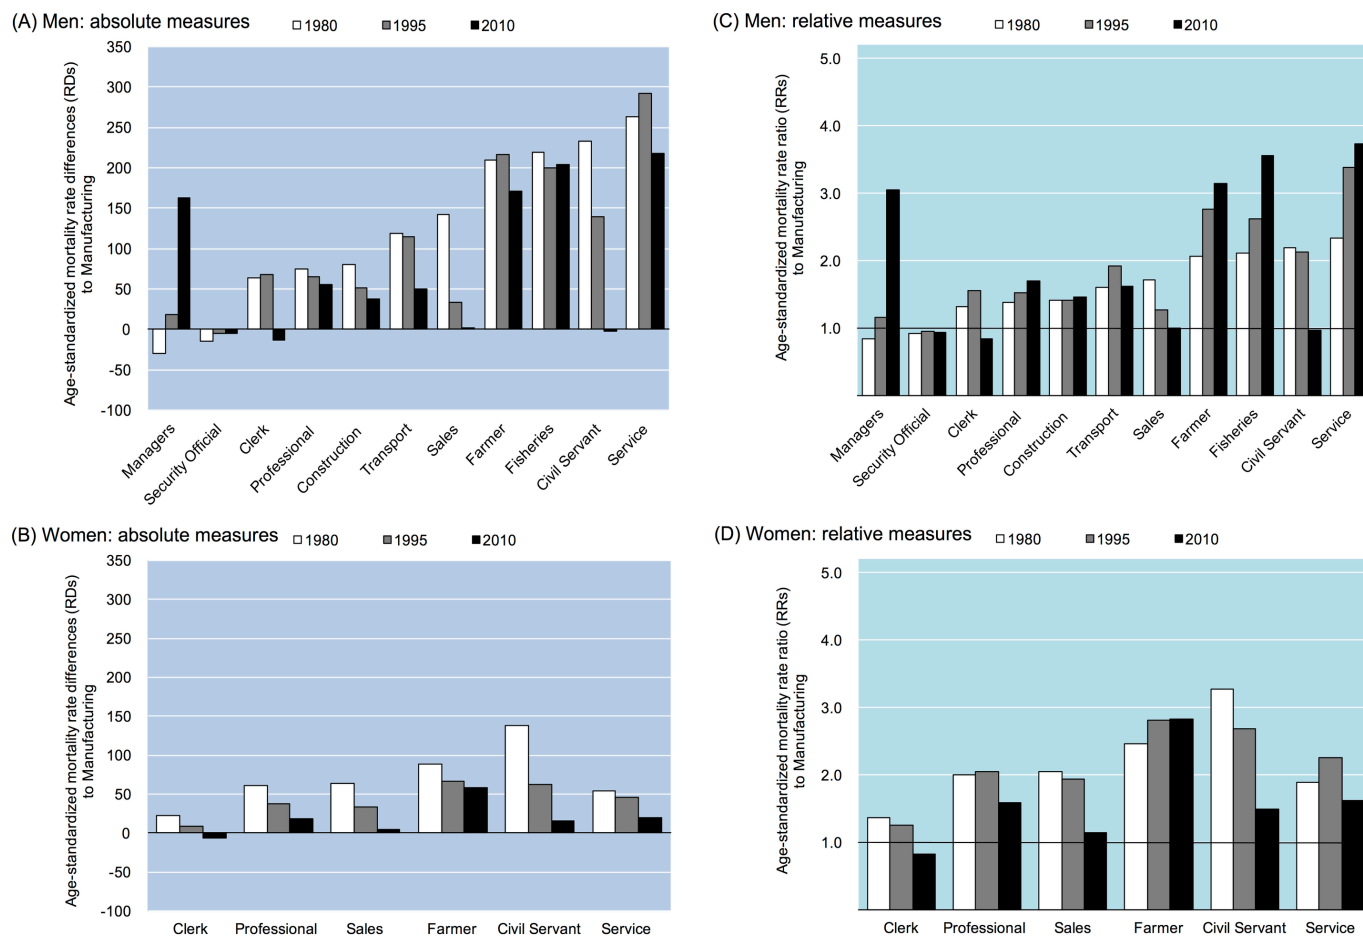 (A) Men: absolute measures
1980
1995
2010
Age-standardized mortality rate differences (RDs)
to Manufacturing
350
300
250
200
150
100
50
0
-50
-100
Managers
Security Official
Clerk
Professional
Construction
Transport
Sales
Farmer
Fisheries
Civil Servant
Service
(C) Men: relative measures
1980
1995
2010
Age-standardized mortality rate ratio (RRs)
to Manufacturing
5.0
4.0
3.0
2.0
1.0
Managers
Security Official
Clerk
Professional
Construction
Transport
Sales
Farmer
Fisheries
Civil Servant
Service
(B) Women: absolute measures
1980
1995
2010
Age-standardized mortality rate differences (RDs)
to Manufacturing
350
300
250
200
150
100
50
0
-50
-100
Clerk
Professional
Sales
Farmer
Civil Servant
Service
(D) Women: relative measures
1980
1995
2010
Age-standardized mortality rate ratio (RRs)
to Manufacturing
5.0
4.0
3.0
2.0
1.0
Clerk
Professional
Sales
Farmer
Civil Servant
Service